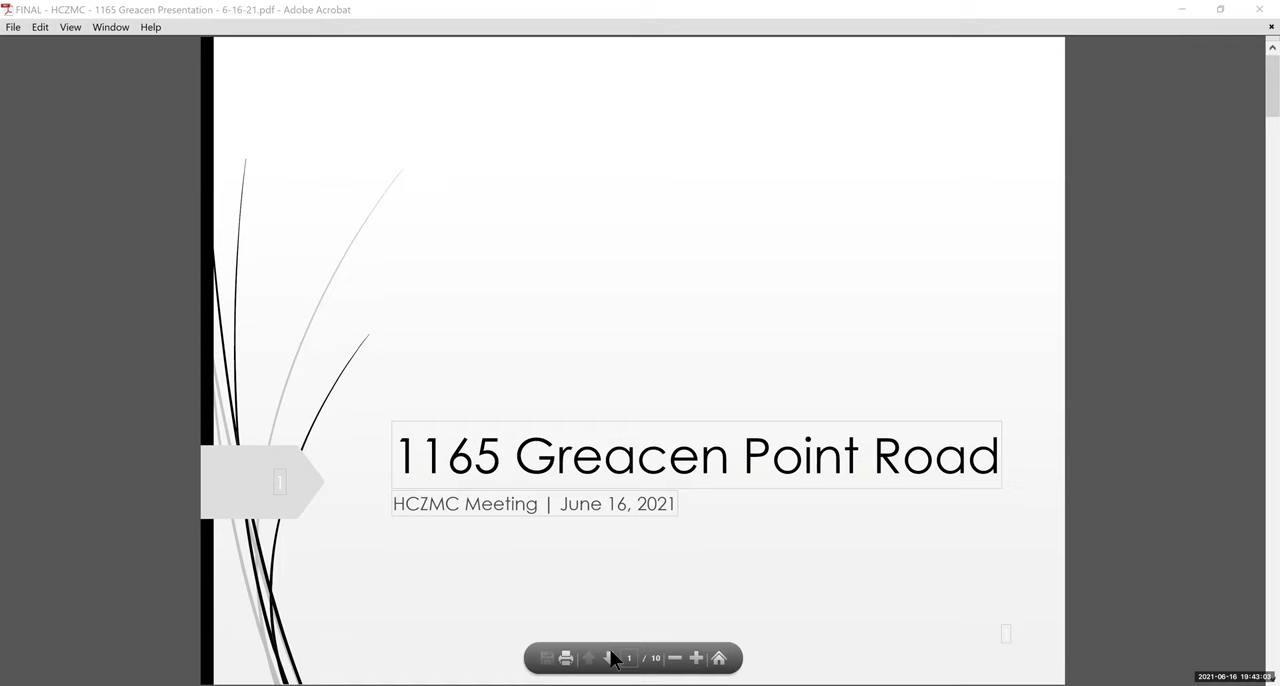 FINAL - HCZMC - 1165 Greacen Presentation - 6-16-21.pdf - Adobe Acrobat
File Edit View Window Help
1
1165 Greacen Point Road
HCZMC Meeting | June 16, 2021
1 / 10
2021-06-16 19:43:03